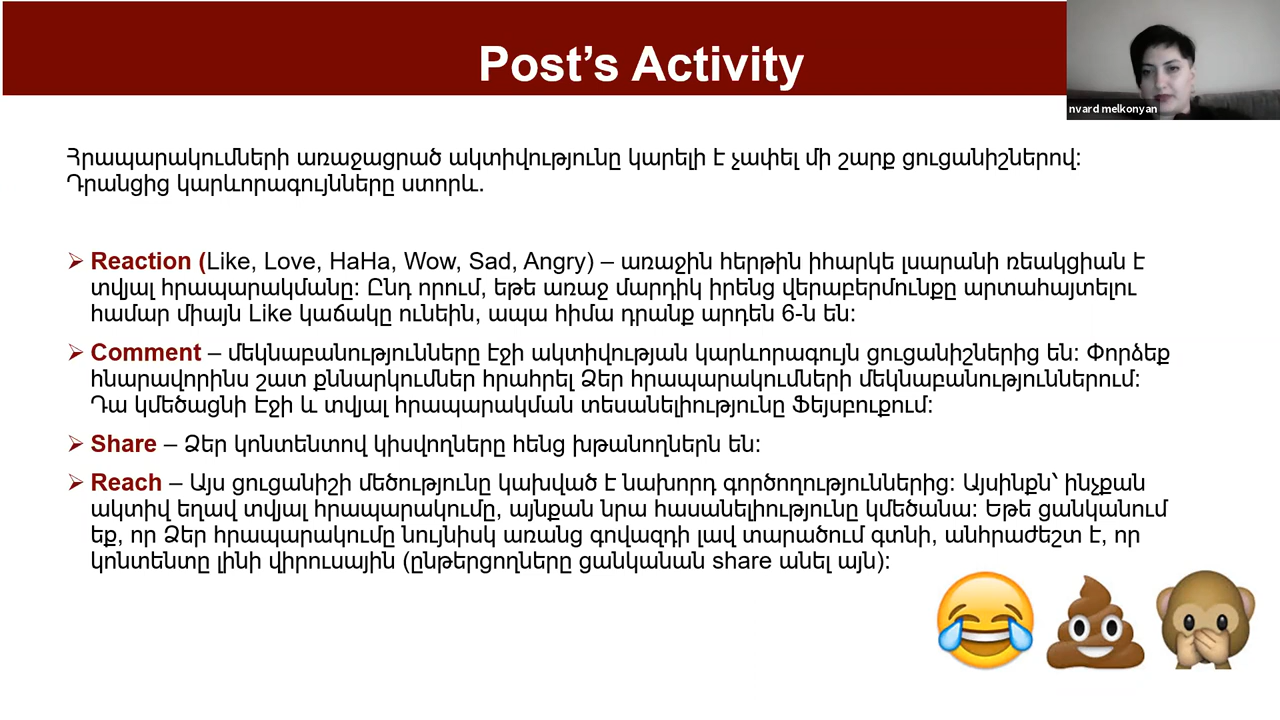 Post’s Activity
nvard melkonyan
Հրապարակումների առաջացրած ակտիվությունը կարելի է չափել մի շարք ցուցանիշներով:
Դրանցից կարևորագույնները ստորև.
➢ Reaction (Like, Love, HaHa, Wow, Sad, Angry) – առաջին հերթին իհարկե լսարանի ռեակցիան է
տվյալ հրապարակմանը: Ընդ որում, եթե առաջ մարդիկ իրենց վերաբերմունքը արտահայտելու
համար միայն Like կաճակը ունեին, ապա հիմա դրանք արդեն 6-ն են:
➢ Comment – մեկնաբանությունները էջի ակտիվության կարևորագույն ցուցանիշներից են: Փորձեք
հնարավորինս շատ քննարկումներ հրահրել Ձեր հրապարակումների մեկնաբանություններում:
Դա կմեծացնի էջի և տվյալ հրապարակման տեսանելիությունը Ֆեյսբուքում:
➢ Share – Ձեր կոնտենտով կիսվողները հենց խթանողներն են:
➢ Reach – Այս ցուցանիշի մեծությունը կախված է նախորդ գործողություններից: Այսինքն՝ ինչքան
ակտիվ եղավ տվյալ հրապարակումը, այնքան նրա հասանելիությունը կմեծանա: Եթե ցանկանում
եք, որ Ձեր հրապարակումը նույնիսկ առանց գովազդի լավ տարածում գտնի, անհրաժեշտ է, որ
կոնտենտը լինի վիրուսային (ընթերցողները ցանկանան share անել այն):